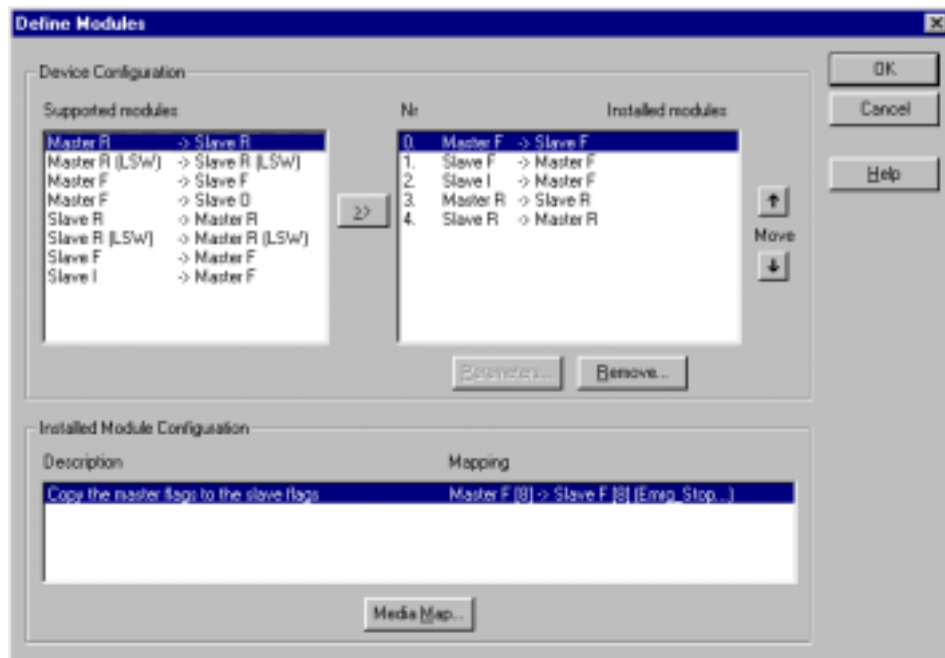 Define Modules
Device Configuration
Supported modules
Nr
Installed modules
Master R -> Slave R
Master R (LSW) -> Slave R (LSW)
Master F -> Slave F
Master F -> Slave O
Slave R -> Master R
Slave R (LSW) -> Master R (LSW)
Slave F -> Master F
Slave I -> Master F
>>
0. Master F -> Slave F
1. Slave F -> Master F
2. Slave I -> Master F
3. Master R -> Slave R
4. Slave R -> Master R
Move
Parameters...
Remove...
OK
Cancel
Help
Installed Module Configuration
Description
Mapping
Copy the master flags to the slave flags
Master F [8] -> Slave F [8] (Emrg_Stop...)
Media Map...